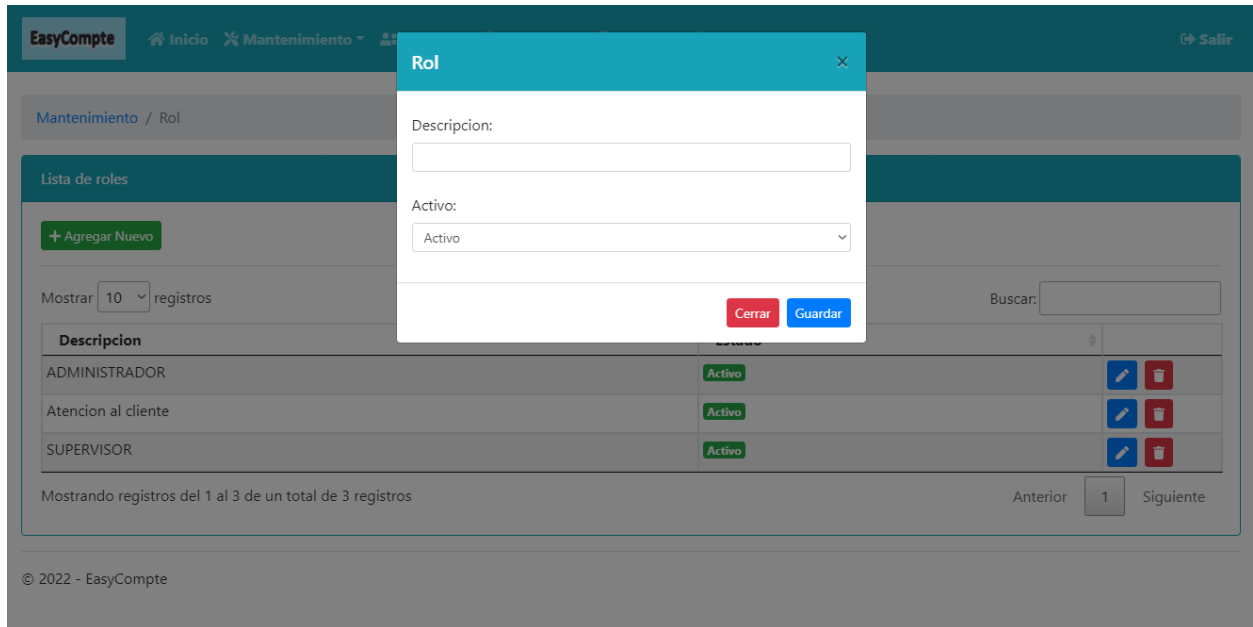 EasyCompte Inicio Mantenimiento Salir
Rol ×
Mantenimiento / Rol
Descripcion:
Lista de roles
Activo:
+ Agregar Nuevo
Activo
Mostrar 10 registros
Buscar:
Cerrar Guardar
Descripcion Estado
ADMINISTRADOR Activo
Atencion al cliente Activo
SUPERVISOR Activo
Mostrando registros del 1 al 3 de un total de 3 registros
Anterior 1 Siguiente
© 2022 - EasyCompte